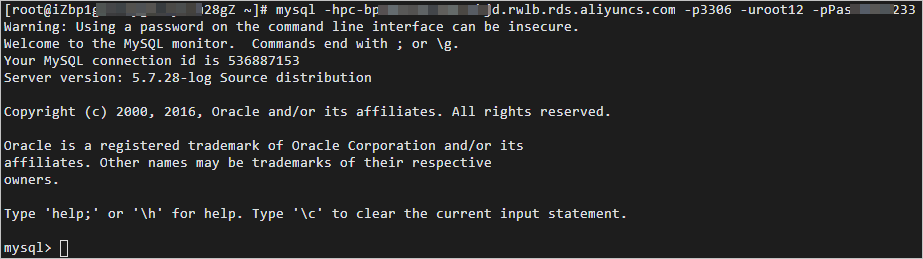 [root@iZbp1g 28gZ ~]# mysql -hpc-bp d.rwlb.rds.aliyuncs.com -p3306 -uroot12 -pPas 233
Warning: Using a password on the command line interface can be insecure.
Welcome to the MySQL monitor.  Commands end with ; or \g.
Your MySQL connection id is 536887153
Server version: 5.7.28-log Source distribution
Copyright (c) 2000, 2016, Oracle and/or its affiliates. All rights reserved.
Oracle is a registered trademark of Oracle Corporation and/or its
affiliates. Other names may be trademarks of their respective
owners.
Type 'help;' or '\h' for help. Type '\c' to clear the current input statement.
mysql>